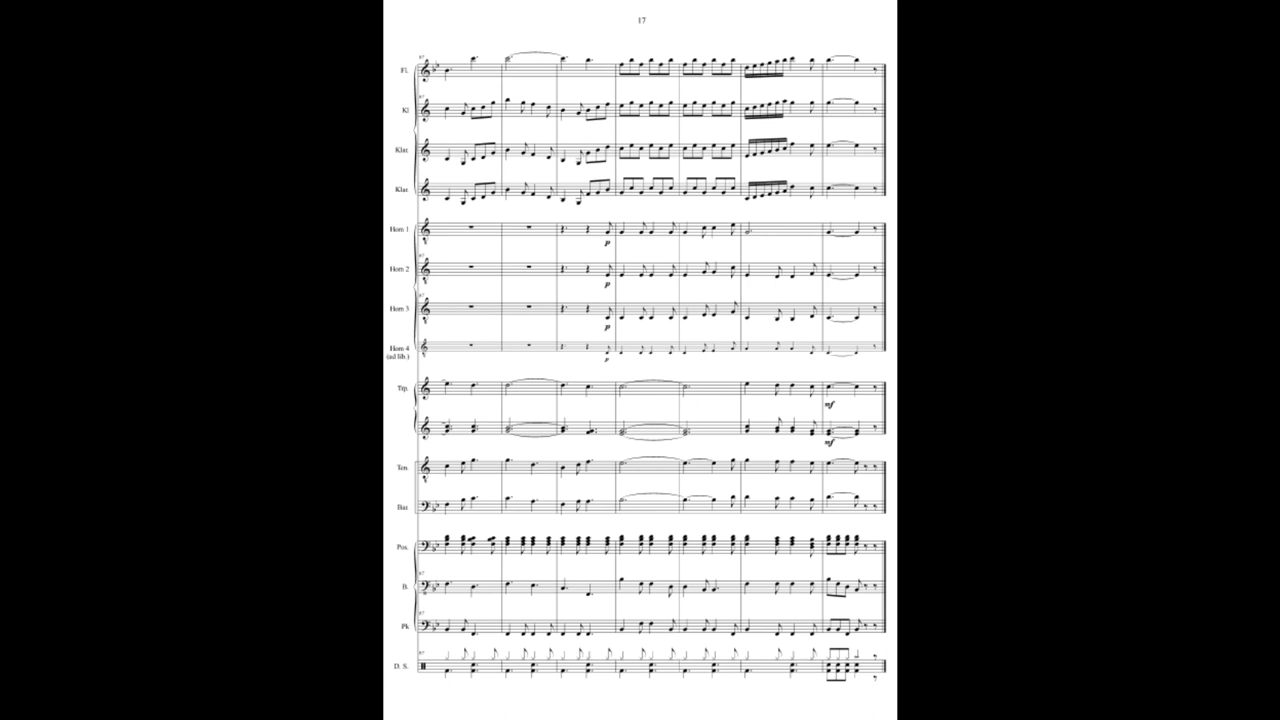 17
Fl.
Kl
Klar.
Klar.
Horn 1
p
Horn 2
p
Horn 3
p
Horn 4
(ad lib.)
p
Trp.
mf
mf
Ten.
Bar.
Pos.
B.
Pk
D. S.